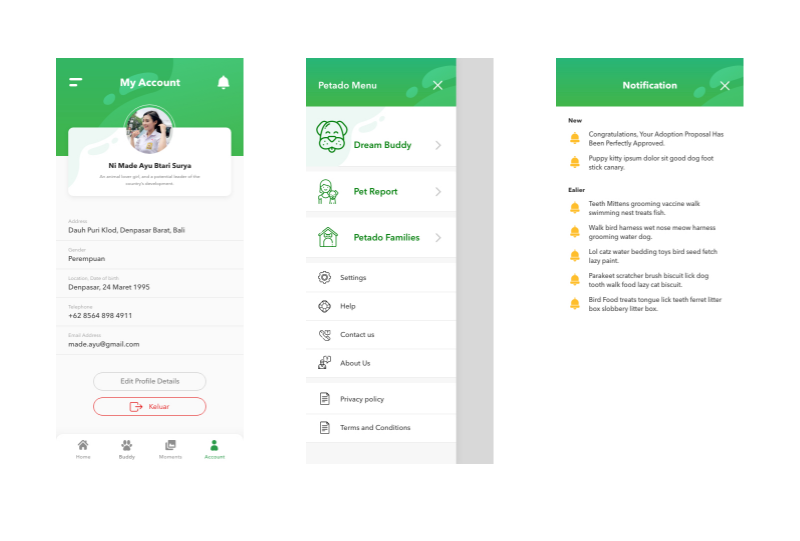 My Account
Ni Made Ayu Btari Surya
An animal lover girl, and a potential leader of the
country's development.
Address
Dauh Puri Klod, Denpasar Barat, Bali
Gender
Perempuan
Location, Date of birth
Denpasar, 24 Maret 1995
Telephone
+62 8564 898 4911
Email Address
made.ayu@gmail.com
Edit Profile Details
Keluar
Home
Buddy
Moments
Account
Petado Menu
Dream Buddy
Pet Report
Petado Families
Settings
Help
Contact us
About Us
Privacy policy
Terms and Conditions
Notification
New
Congratulations, Your Adoption Proposal Has
Been Perfectly Approved.
Puppy kitty ipsum dolor sit good dog foot
stick canary.
Ealier
Teeth Mittens grooming vaccine walk
swimming nest treats fish.
Walk bird harness wet nose meow harness
grooming water dog.
Lol catz water bedding toys bird seed fetch
lazy paint.
Parakeet scratcher brush biscuit lick dog
tooth walk food lazy cat biscuit.
Bird Food treats tongue lick teeth ferret litter
box slobbery litter box.